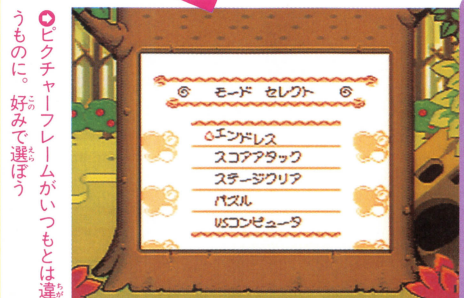 ⬆ピクチャーフレームがいつもとは違
うものに。好みで選ぼう
モード セレクト
エンドレス
スコアアタック
ステージクリア
パズル
VSコンピュータ